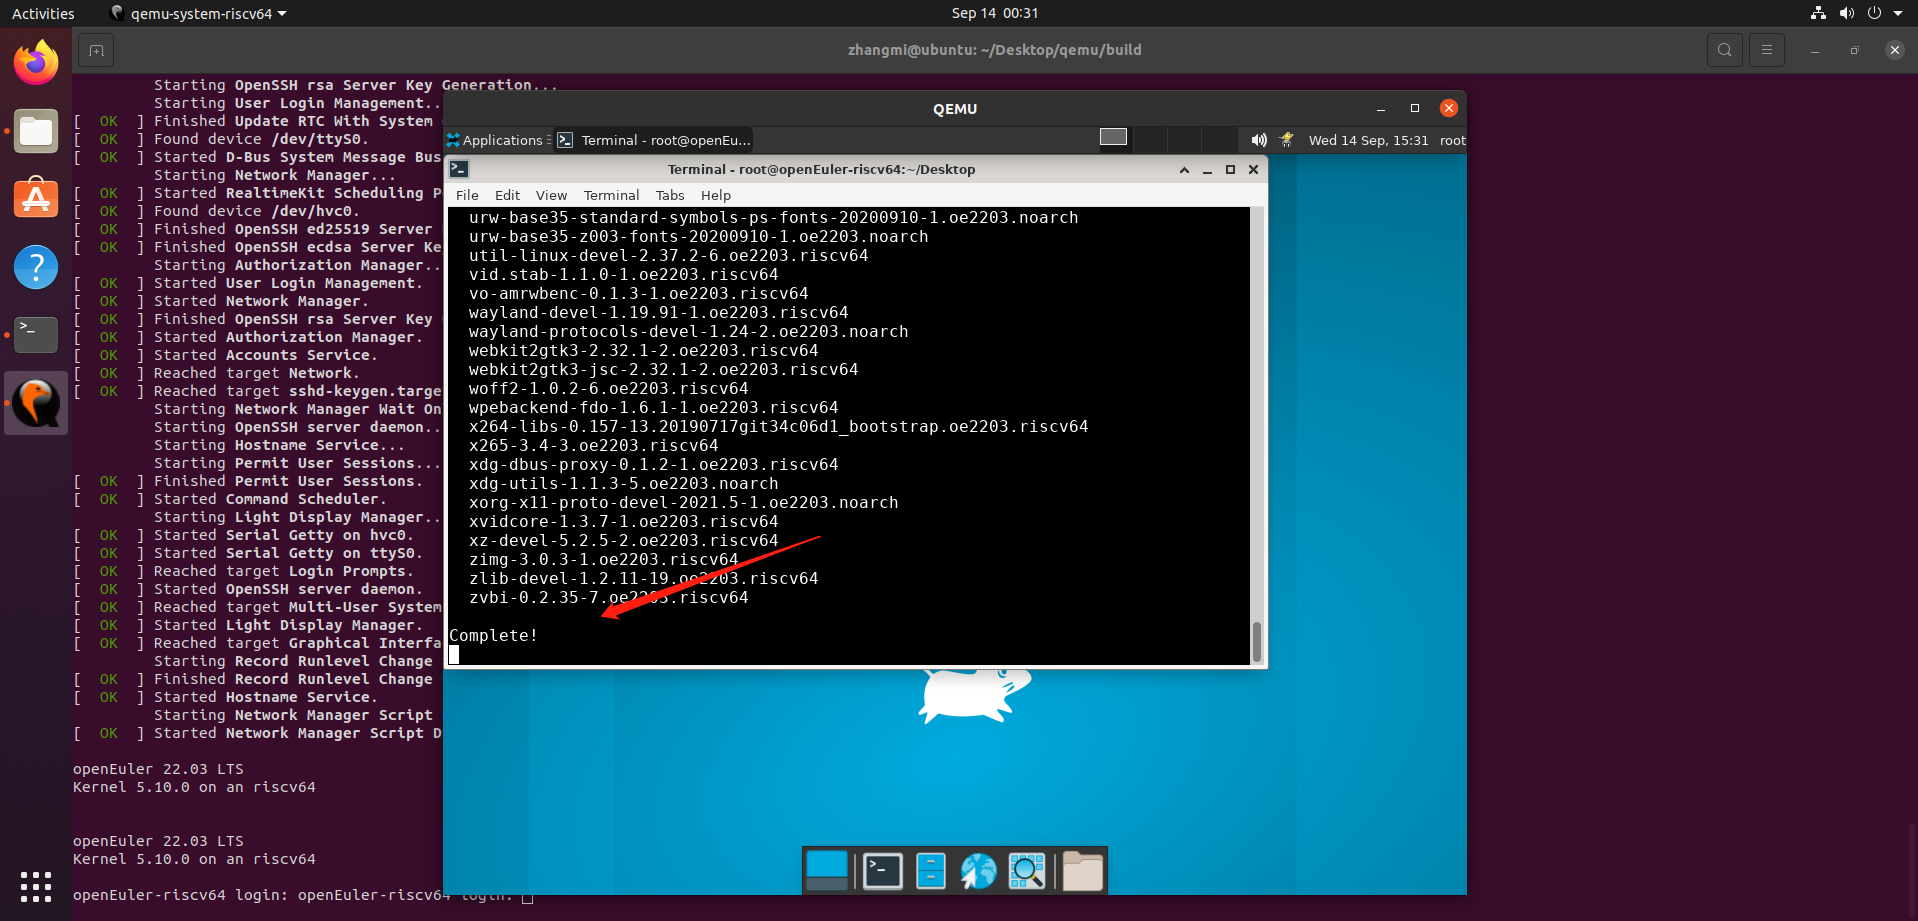 Activities
qemu-system-riscv64
Sep 14 00:31
zhangmi@ubuntu: ~/Desktop/qemu/build
Starting OpenSSH rsa Server Key Generation...
Starting User Login Management..
[ OK ] Finished Update RTC With System
[ OK ] Found device /dev/ttyS0.
[ OK ] Started D-Bus System Message Bus
Starting Network Manager...
[ OK ] Started RealtimeKit Scheduling P
[ OK ] Found device /dev/hvc0.
[ OK ] Finished OpenSSH ed25519 Server
[ OK ] Finished OpenSSH ecdsa Server Ke
Starting Authorization Manager..
[ OK ] Started User Login Management.
[ OK ] Started Network Manager.
[ OK ] Finished OpenSSH rsa Server Key
[ OK ] Started Authorization Manager.
[ OK ] Started Accounts Service.
[ OK ] Reached target Network.
[ OK ] Reached target sshd-keygen.targe
Starting Network Manager Wait On
Starting OpenSSH server daemon..
Starting Hostname Service...
Starting Permit User Sessions...
[ OK ] Finished Permit User Sessions.
[ OK ] Started Command Scheduler.
Starting Light Display Manager..
[ OK ] Started Serial Getty on hvc0.
[ OK ] Started Serial Getty on ttyS0.
[ OK ] Reached target Login Prompts.
[ OK ] Started OpenSSH server daemon.
[ OK ] Reached target Multi-User System
[ OK ] Started Light Display Manager.
[ OK ] Reached target Graphical Interfa
Starting Record Runlevel Change
[ OK ] Finished Record Runlevel Change
[ OK ] Started Hostname Service.
Starting Network Manager Script
[ OK ] Started Network Manager Script D
openEuler 22.03 LTS
Kernel 5.10.0 on an riscv64
openEuler 22.03 LTS
Kernel 5.10.0 on an riscv64
openEuler-riscv64 login: openEuler-riscv64 login:
QEMU
Applications
Terminal - root@openEu...
Wed 14 Sep, 15:31
root
Terminal - root@openEuler-riscv64:~/Desktop
File Edit View Terminal Tabs Help
urw-base35-standard-symbols-ps-fonts-20200910-1.oe2203.noarch
urw-base35-z003-fonts-20200910-1.oe2203.noarch
util-linux-devel-2.37.2-6.oe2203.riscv64
vid.stab-1.1.0-1.oe2203.riscv64
vo-amrwbenc-0.1.3-1.oe2203.riscv64
wayland-devel-1.19.91-1.oe2203.riscv64
wayland-protocols-devel-1.24-2.oe2203.noarch
webkit2gtk3-2.32.1-2.oe2203.riscv64
webkit2gtk3-jsc-2.32.1-2.oe2203.riscv64
woff2-1.0.2-6.oe2203.riscv64
wpebackend-fdo-1.6.1-1.oe2203.riscv64
x264-libs-0.157-13.20190717git34c06d1_bootstrap.oe2203.riscv64
x265-3.4-3.oe2203.riscv64
xdg-dbus-proxy-0.1.2-1.oe2203.riscv64
xdg-utils-1.1.3-5.oe2203.noarch
xorg-x11-proto-devel-2021.5-1.oe2203.noarch
xvidcore-1.3.7-1.oe2203.riscv64
xz-devel-5.2.5-2.oe2203.riscv64
zimg-3.0.3-1.oe2203.riscv64
zlib-devel-1.2.11-19.oe2203.riscv64
zvbi-0.2.35-7.oe2203.riscv64
Complete!